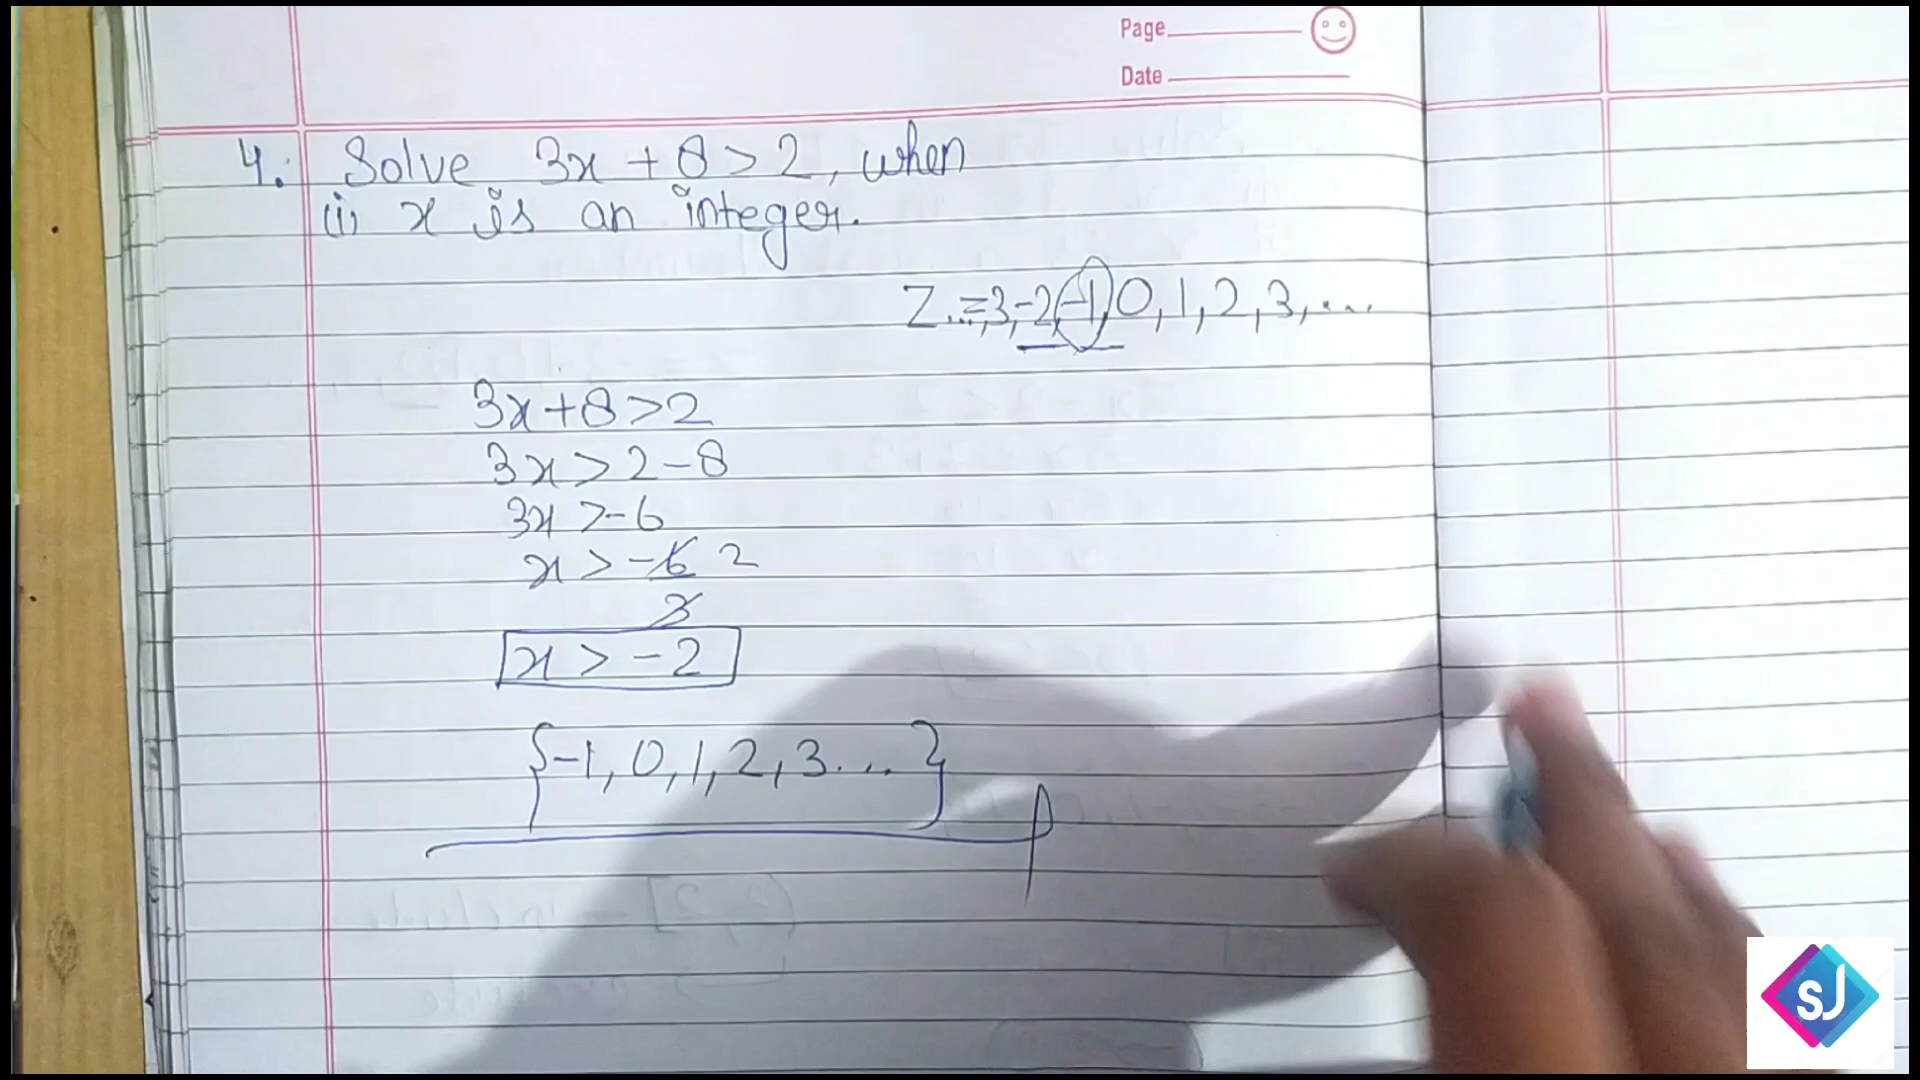 Page
Date
4. Solve 3x + 8 > 2, when
(i) x is an integer.
Z...-3,-2,-1,0,1,2,3,...
3x+8>2
3x>2-8
3x>-6
x>-6 2
3
x > -2
{-1,0,1,2,3...}
SJ